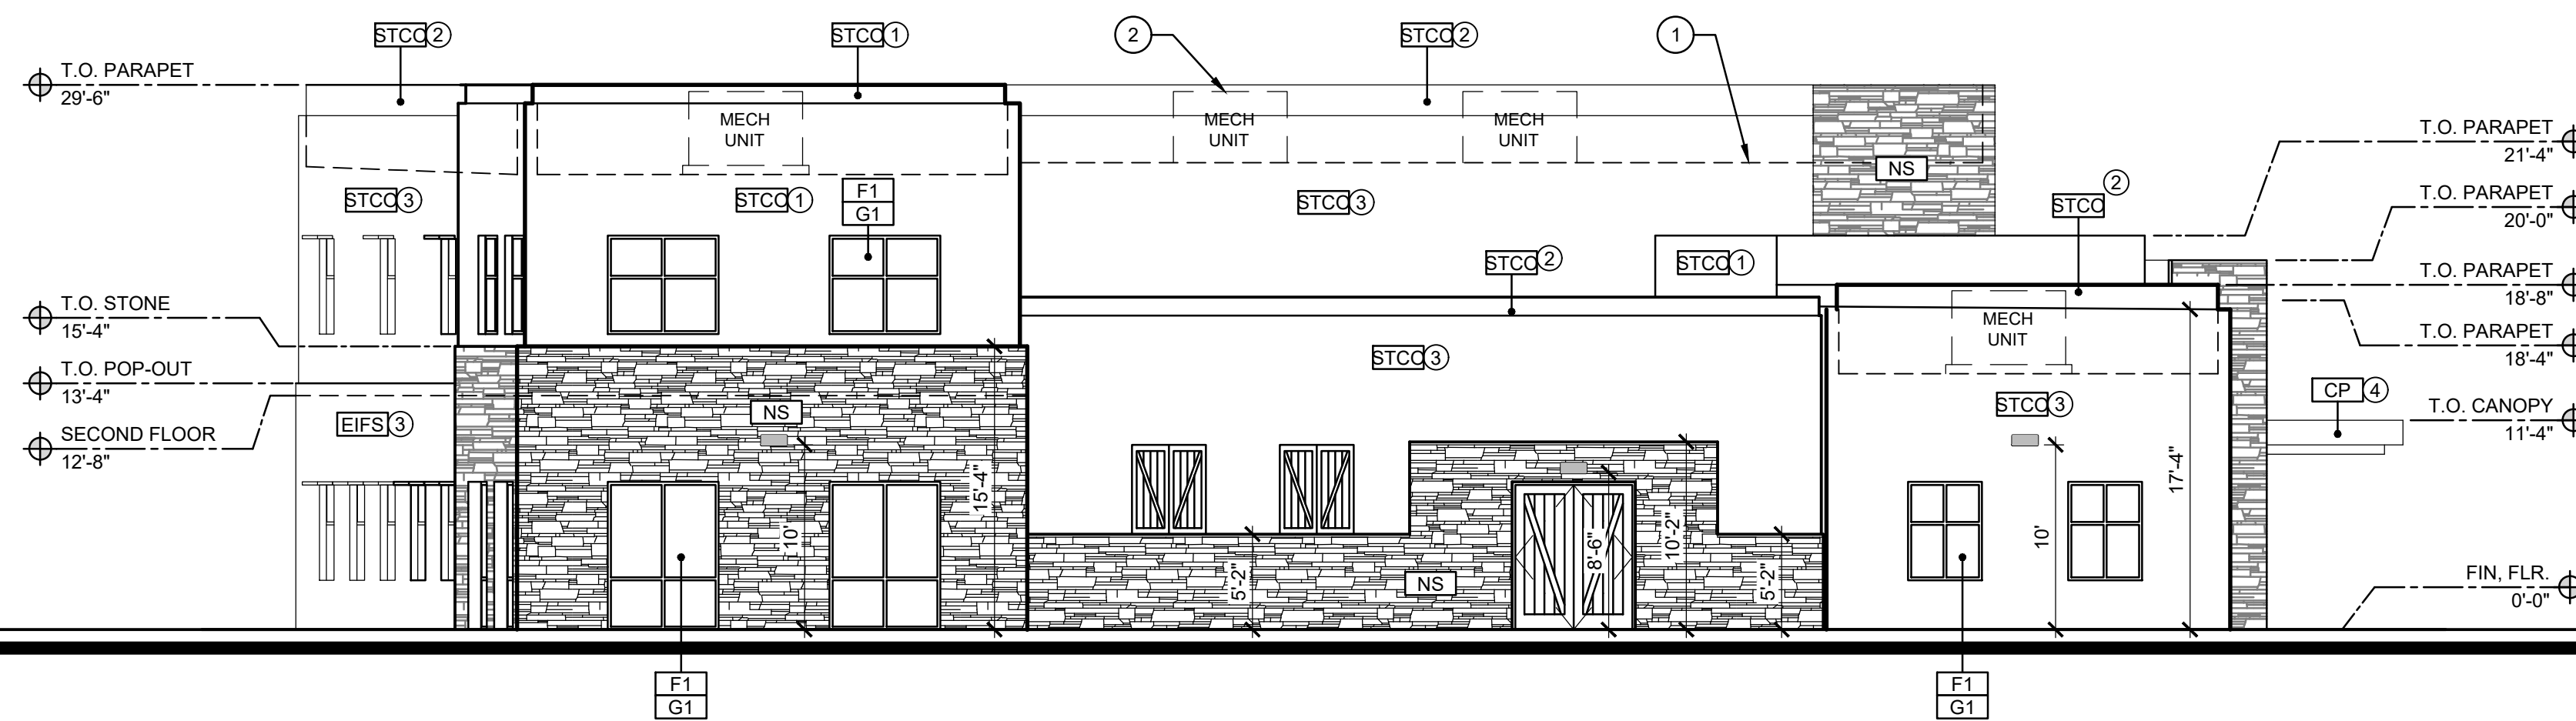 STCO 2
STCO 1
2
STCO 2
1
T.O. PARAPET
29'-6"
MECH
UNIT
MECH
UNIT
MECH
UNIT
T.O. PARAPET
21'-4"
NS
STCO 3
STCO 1
F1
G1
STCO 3
STCO 2
T.O. PARAPET
20'-0"
STCO 2
STCO 1
T.O. PARAPET
18'-8"
T.O. STONE
15'-4"
MECH
UNIT
T.O. PARAPET
18'-4"
STCO 3
T.O. POP-OUT
13'-4"
CP 4
NS
STCO 3
T.O. CANOPY
11'-4"
EIFS 3
SECOND FLOOR
12'-8"
15'-4"
17'-4"
10'
8'-6"
10'-2"
10'
5'-2"
NS
5'-2"
FIN, FLR.
0'-0"
F1
G1
F1
G1